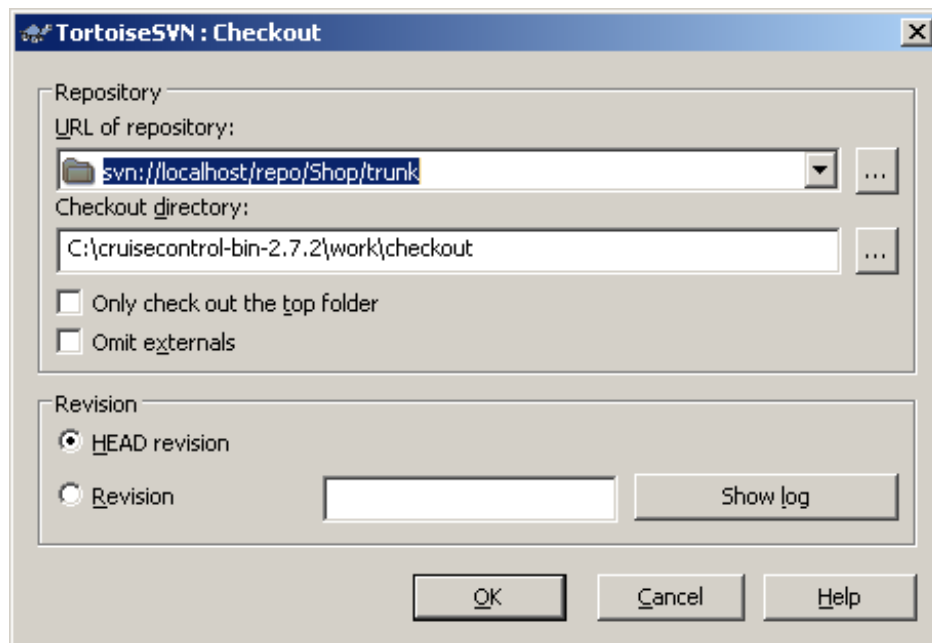 TortoiseSVN : Checkout
Repository
URL of repository:
svn://localhost/repo/Shop/trunk
...
Checkout directory:
C:\cruisecontrol-bin-2.7.2\work\checkout
...
Only check out the top folder
Omit externals
Revision
HEAD revision
Revision
Show log
OK Cancel Help